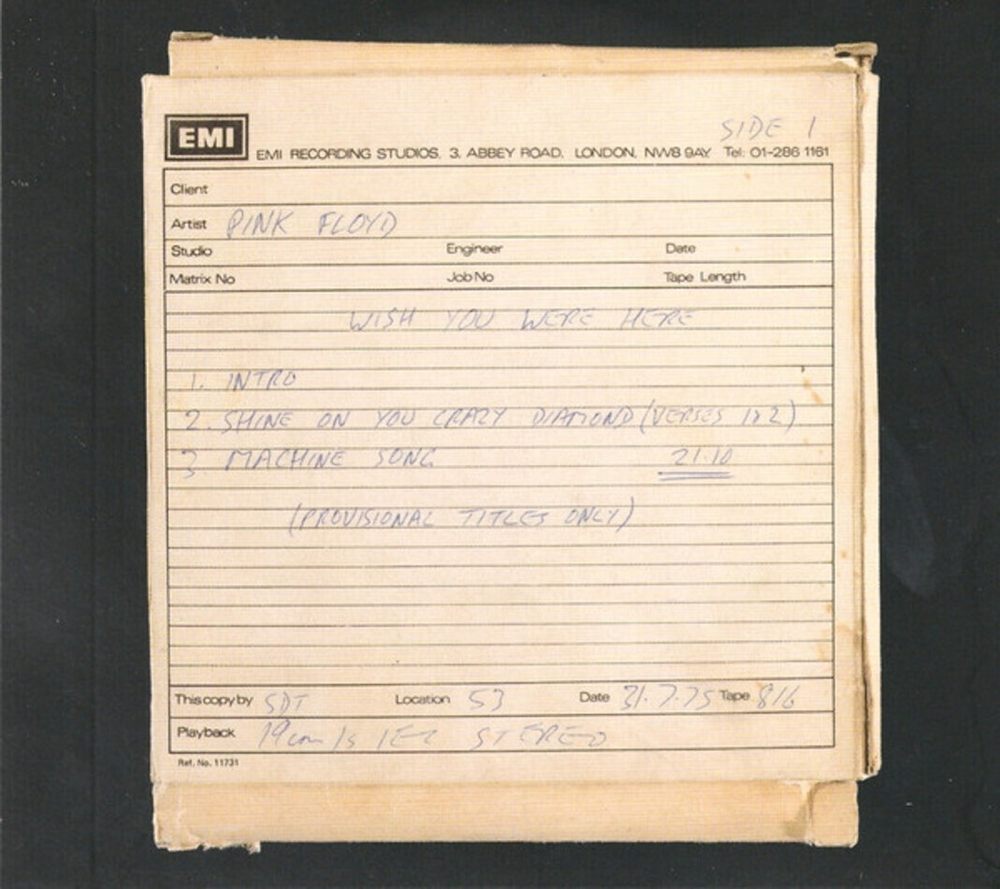 SIDE 1
EMI
EMI RECORDING STUDIOS, 3, ABBEY ROAD, LONDON, NW8 9AY. Tel: 01-286 1161
Client
Artist PINK FLOYD
Studio Engineer Date
Matrix No Job No Tape Length
WISH YOU WERE HERE
1. INTRO
2. SHINE ON YOU CRAZY DIAMOND (VERSES 1&2)
3 MACHINE SONG 21.10
(PROVISIONAL TITLES ONLY)
This copy by SDT Location 53 Date 31.7.75 Tape 816
Playback 19cm/s IEC STEREO
Ref. No. 11731